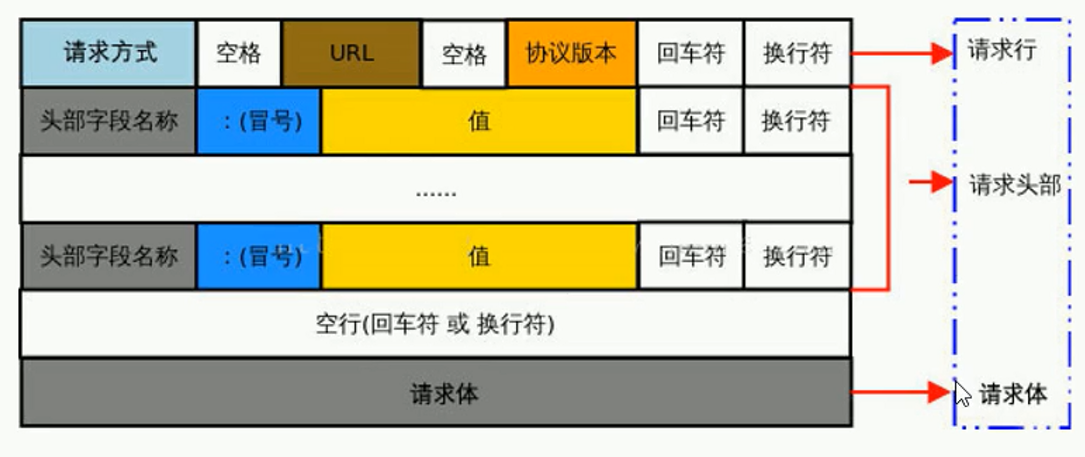 请求方式 空格 URL 空格 协议版本 回车符 换行符 请求行
头部字段名称 :(冒号) 值 回车符 换行符
...... 请求头部
头部字段名称 :(冒号) 值 回车符 换行符
空行(回车符 或 换行符)
请求体 请求体